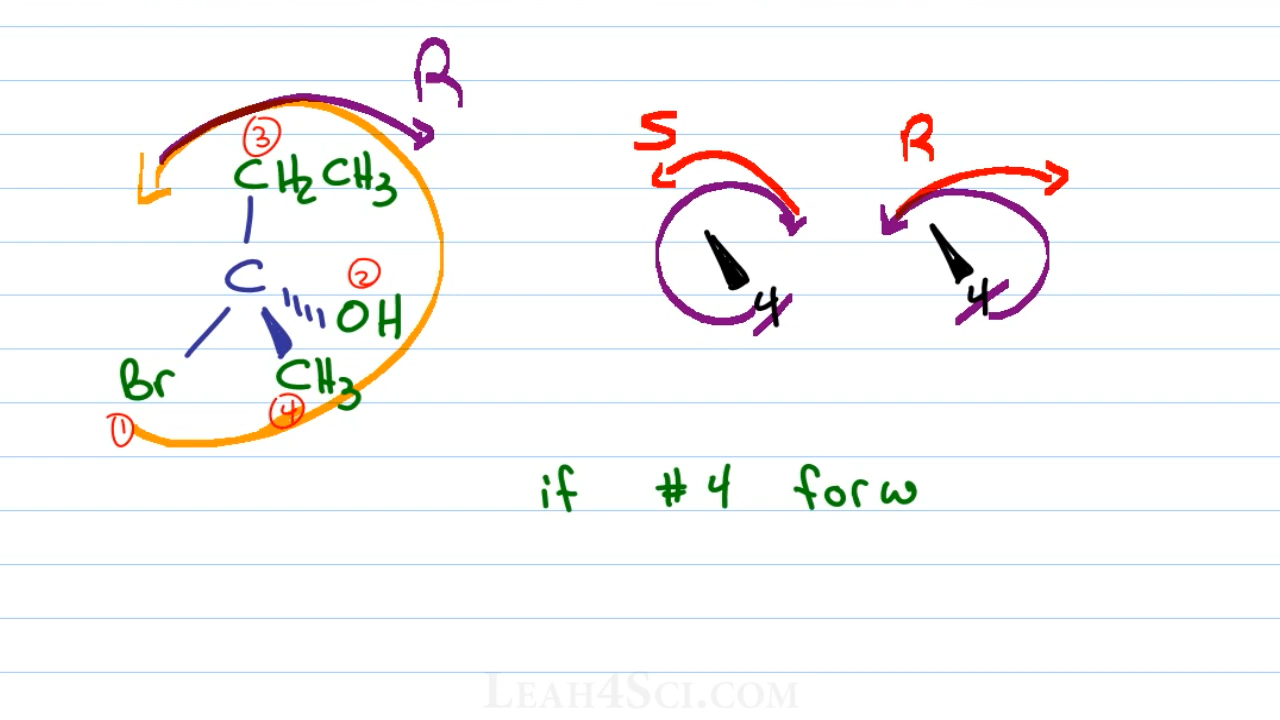 R
③
CH2CH3
C
②
OH
Br
CH3
①
④
S
R
4
4
if #4 forw
Leah4Sci.com